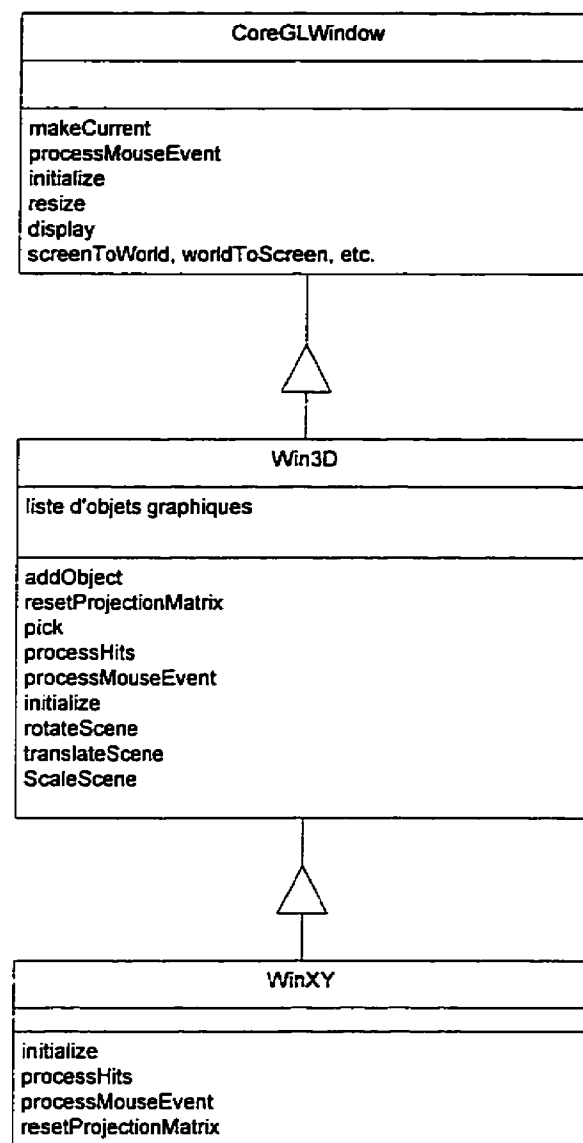 CoreGLWindow
makeCurrent
processMouseEvent
initialize
resize
display
screenToWorld, worldToScreen, etc.
Win3D
liste d'objets graphiques
addObject
resetProjectionMatrix
pick
processHits
processMouseEvent
initialize
rotateScene
translateScene
ScaleScene
WinXY
initialize
processHits
processMouseEvent
resetProjectionMatrix